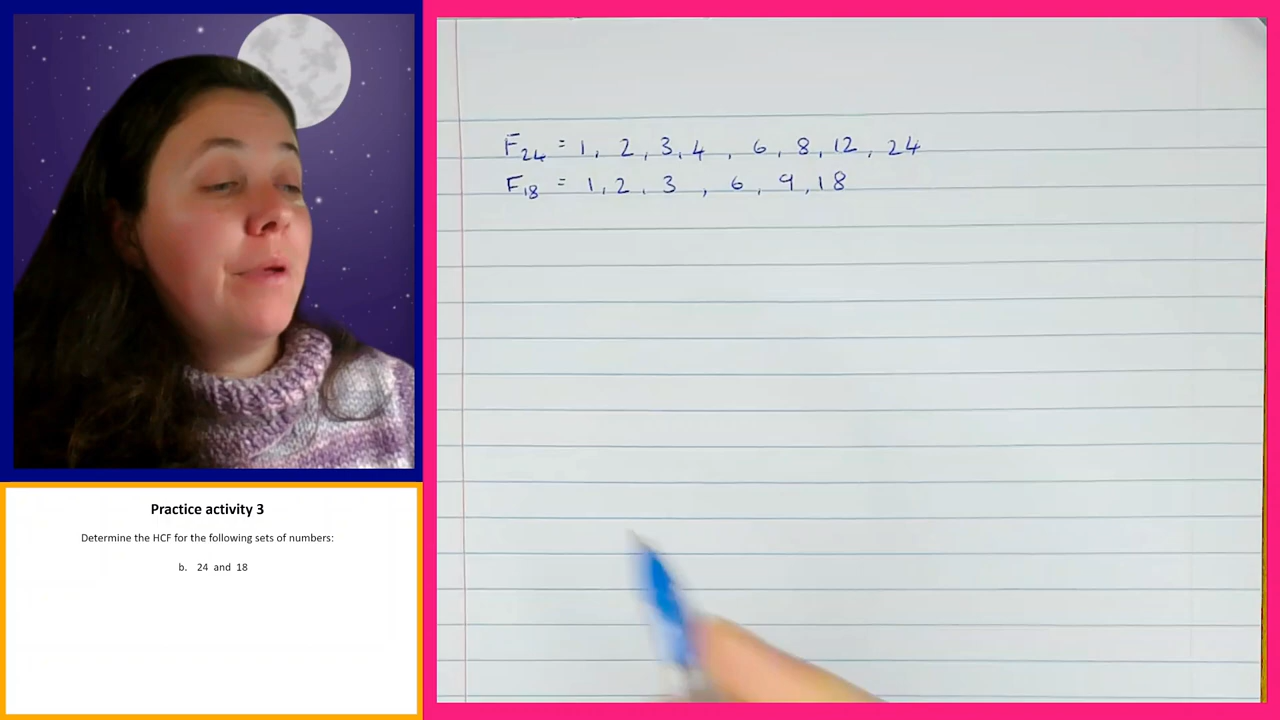 F24 = 1, 2, 3, 4, 6, 8, 12, 24
F18 = 1, 2, 3, 6, 9, 18
Practice activity 3
Determine the HCF for the following sets of numbers:
b. 24 and 18